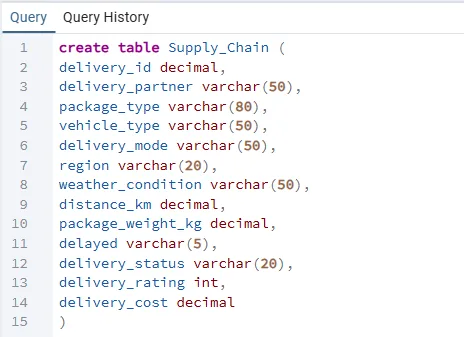 Query Query History
1 create table Supply_Chain (
2 delivery_id decimal,
3 delivery_partner varchar(50),
4 package_type varchar(80),
5 vehicle_type varchar(50),
6 delivery_mode varchar(50),
7 region varchar(20),
8 weather_condition varchar(50),
9 distance_km decimal,
10 package_weight_kg decimal,
11 delayed varchar(5),
12 delivery_status varchar(20),
13 delivery_rating int,
14 delivery_cost decimal
15 )